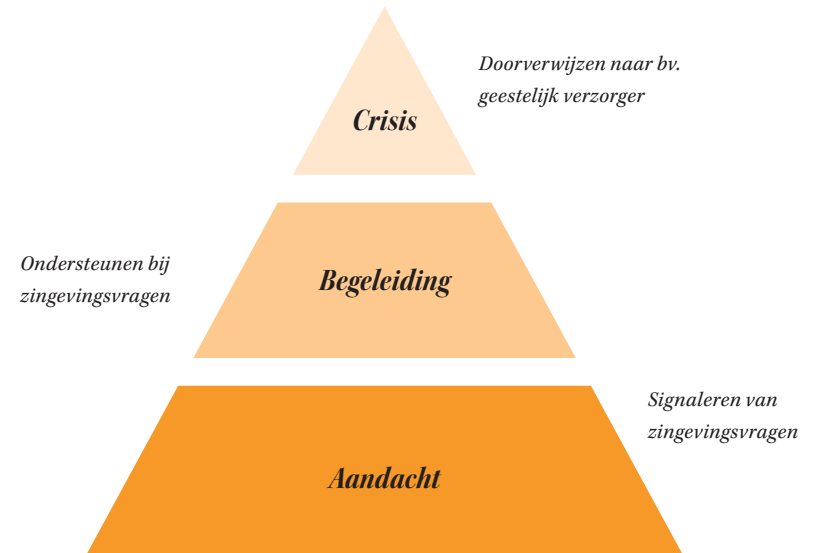 Doorverwijzen naar bv.
geestelijk verzorger
Crisis
Ondersteunen bij
zingevingsvragen
Begeleiding
Signaleren van
zingevingsvragen
Aandacht